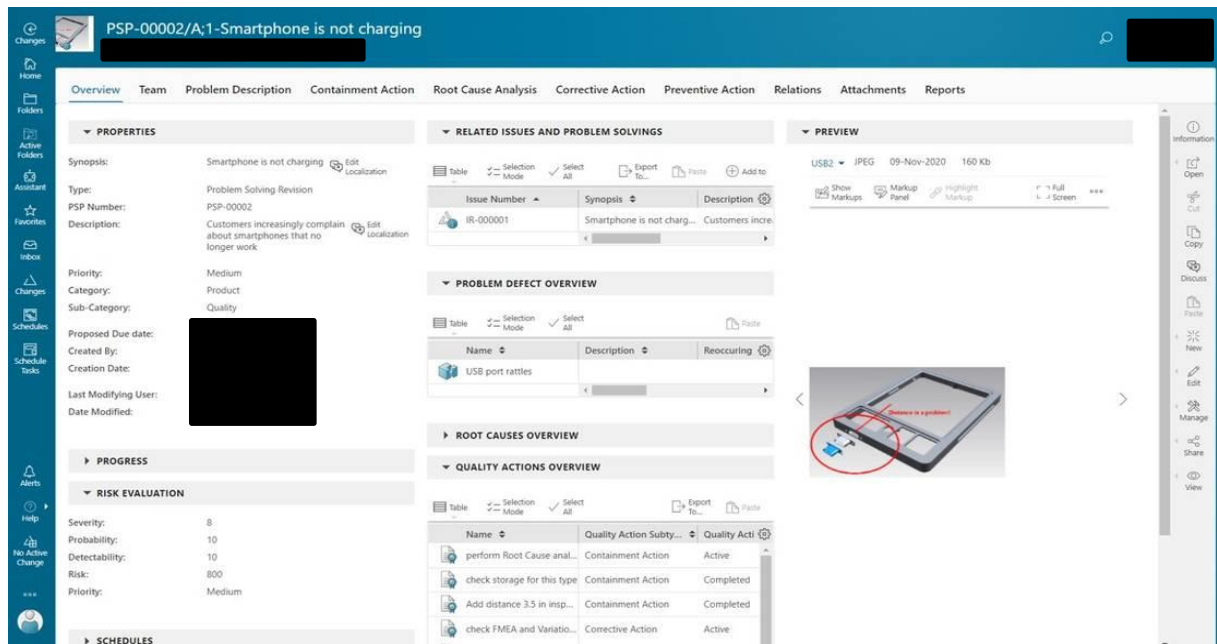 PSP-00002/A;1-Smartphone is not charging
Changes
Home
Folders
Active Folders
Assistant
Favorites
Inbox
Changes
Schedules
Schedule Tasks
Alerts
Help
No Active Change
Overview Team Problem Description Containment Action Root Cause Analysis Corrective Action Preventive Action Relations Attachments Reports
PROPERTIES
Synopsis: Smartphone is not charging Edit Localization
Type: Problem Solving Revision
PSP Number: PSP-00002
Description: Customers increasingly complain Edit Localization
about smartphones that no
longer work
Priority: Medium
Category: Product
Sub-Category: Quality
Proposed Due date:
Created By:
Creation Date:
Last Modifying User:
Date Modified:
PROGRESS
RISK EVALUATION
Severity: 8
Probability: 10
Detectability: 10
Risk: 800
Priority: Medium
SCHEDULES
RELATED ISSUES AND PROBLEM SOLVINGS
Table Selection Mode Select All Export To... Paste Add to
Issue Number Synopsis Description
IR-000001 Smartphone is not charg... Customers incre
PROBLEM DEFECT OVERVIEW
Table Selection Mode Select All Paste
Name Description Reoccuring
USB port rattles
ROOT CAUSES OVERVIEW
QUALITY ACTIONS OVERVIEW
Table Selection Mode Select All Export To... Paste
Name Quality Action Subty... Quality Acti
perform Root Cause anal... Containment Action Active
check storage for this type Containment Action Completed
Add distance 3.5 in insp... Containment Action Completed
check FMEA and Variatio... Corrective Action Active
PREVIEW
USB2 JPEG 09-Nov-2020 160 Kb
Show Markups Markup Panel Highlight Markup Full Screen
Distance is a problem!
Information
Open
Cut
Copy
Discuss
Paste
New
Edit
Manage
Share
View